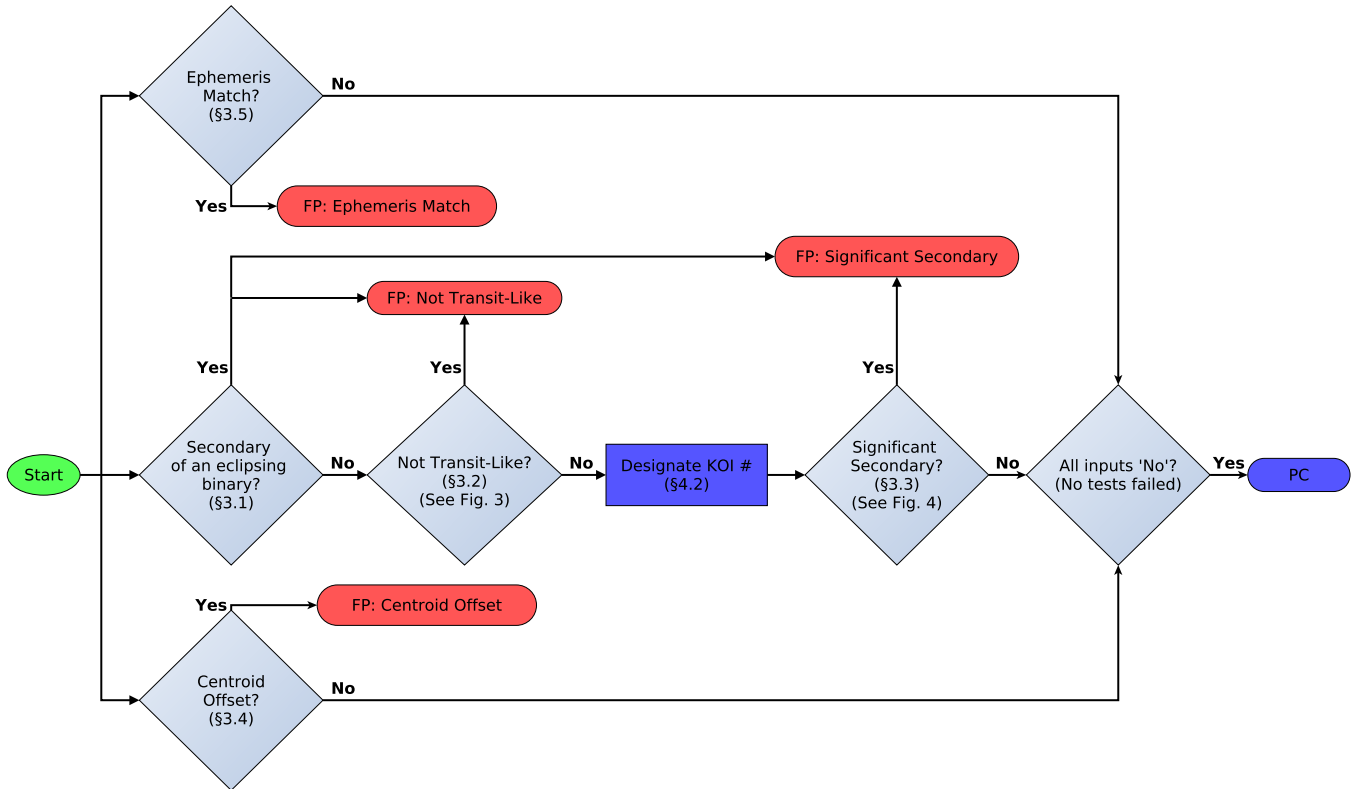 Ephemeris
Match?
(§3.5)
No
Yes
FP: Ephemeris Match
FP: Significant Secondary
FP: Not Transit-Like
Yes
Yes
Yes
Start
Secondary
of an eclipsing
binary?
(§3.1)
No
Not Transit-Like?
(§3.2)
(See Fig. 3)
No
Designate KOI #
(§4.2)
Significant
Secondary?
(§3.3)
(See Fig. 4)
No
All inputs 'No'?
(No tests failed)
Yes
PC
Yes
FP: Centroid Offset
Centroid
Offset?
(§3.4)
No